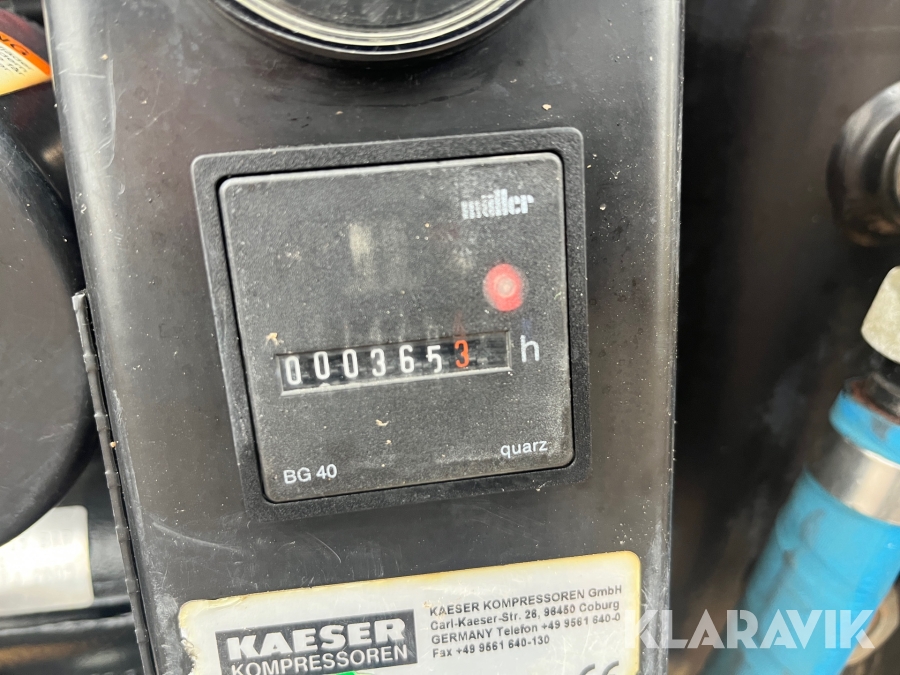 müller
0003653 h
quarz
BG 40
KAESER
KOMPRESSOREN
KAESER KOMPRESSOREN GmbH
Carl-Kaeser-Str. 26, 96450 Coburg
GERMANY Telefon +49 9561 640-0
Fax +49 9561 640-130
KLARAVIK